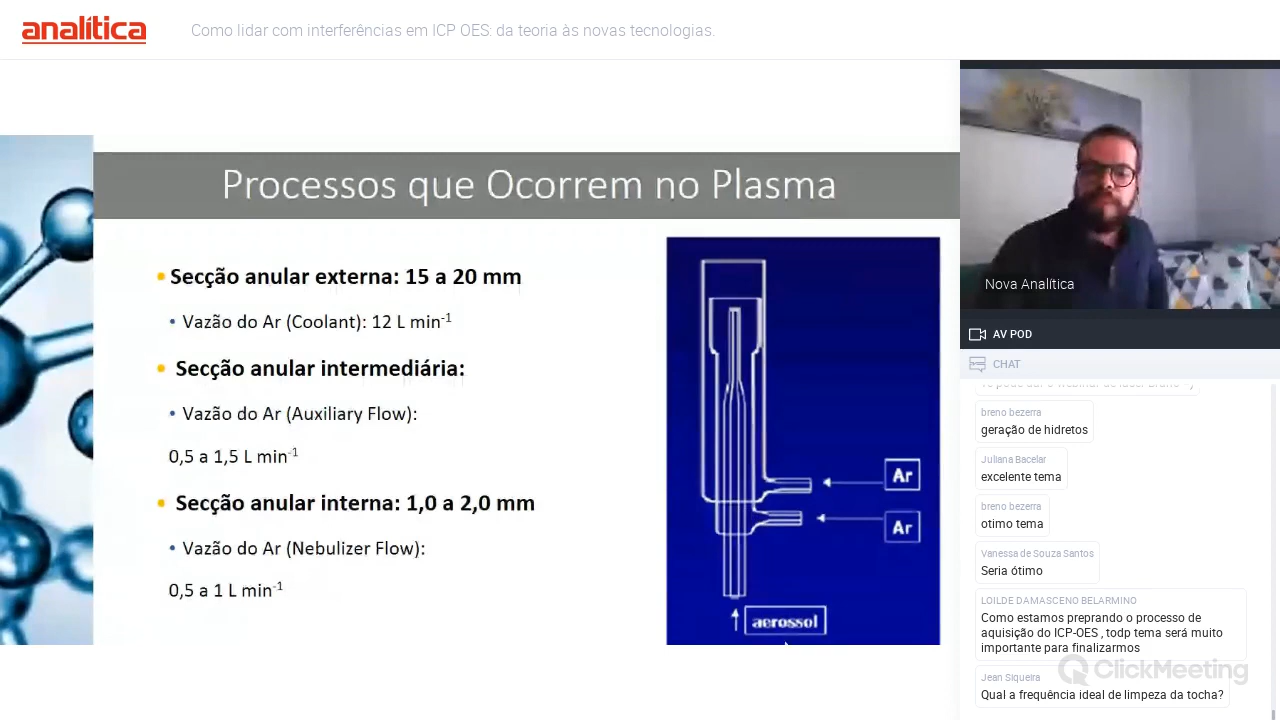 analítica
Como lidar com interferências em ICP OES: da teoria às novas tecnologias.
Processos que Ocorrem no Plasma
• Secção anular externa: 15 a 20 mm
• Vazão do Ar (Coolant): 12 L min-1
• Secção anular intermediária:
• Vazão do Ar (Auxiliary Flow):
0,5 a 1,5 L min-1
• Secção anular interna: 1,0 a 2,0 mm
• Vazão do Ar (Nebulizer Flow):
0,5 a 1 L min-1
Ar
Ar
aerossol
Nova Analítica
AV POD
CHAT
breno bezerra
geração de hidretos
Juliana Bacelar
excelente tema
breno bezerra
otimo tema
Vanessa de Souza Santos
Seria ótimo
LOILDE DAMASCENO BELARMINO
Como estamos preprando o processo de
aquisição do ICP-OES , todp tema será muito
importante para finalizarmos
ClickMeeting
Jean Siqueira
Qual a frequência ideal de limpeza da tocha?